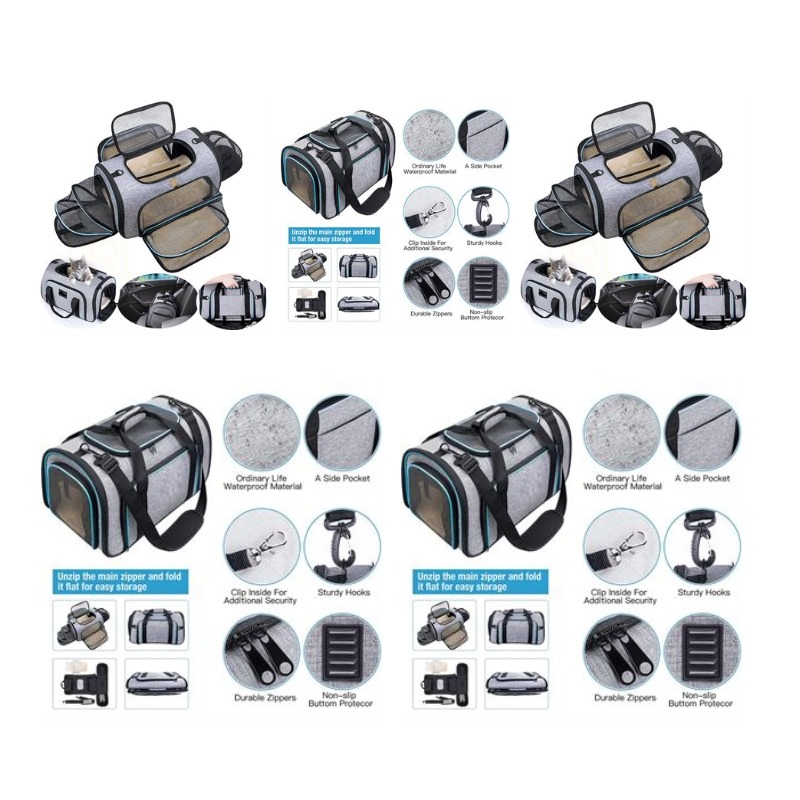 Ordinary Life
Waterproof Material
A Side Pocket
Unzip the main zipper and fold
it flat for easy storage
Clip Inside For
Additional Security
Sturdy Hooks
Durable Zippers
Non-slip
Buttom Protecor
Ordinary Life
Waterproof Material
A Side Pocket
Clip Inside For
Additional Security
Sturdy Hooks
Unzip the main zipper and fold
it flat for easy storage
Durable Zippers
Non-slip
Buttom Protecor
Ordinary Life
Waterproof Material
A Side Pocket
Clip Inside For
Additional Security
Sturdy Hooks
Unzip the main zipper and fold
it flat for easy storage
Durable Zippers
Non-slip
Buttom Protecor